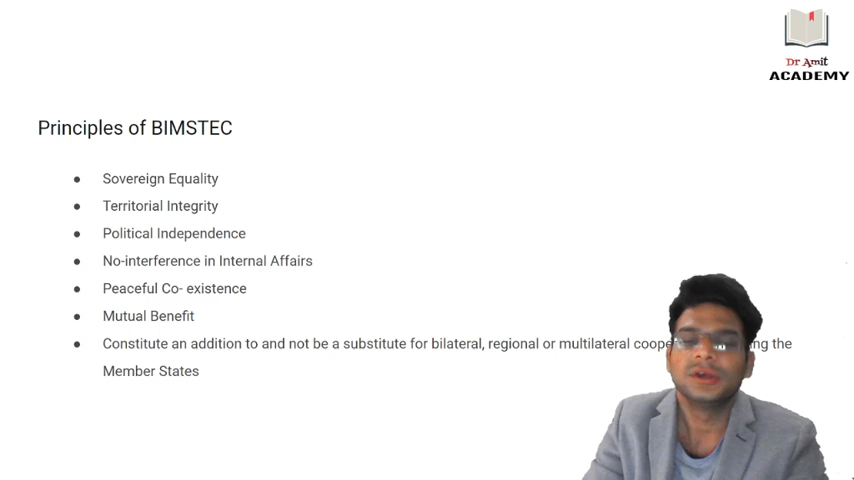 Dr Amit
ACADEMY
Principles of BIMSTEC
● Sovereign Equality
● Territorial Integrity
● Political Independence
● No-interference in Internal Affairs
● Peaceful Co- existence
● Mutual Benefit
● Constitute an addition to and not be a substitute for bilateral, regional or multilateral the
Member States